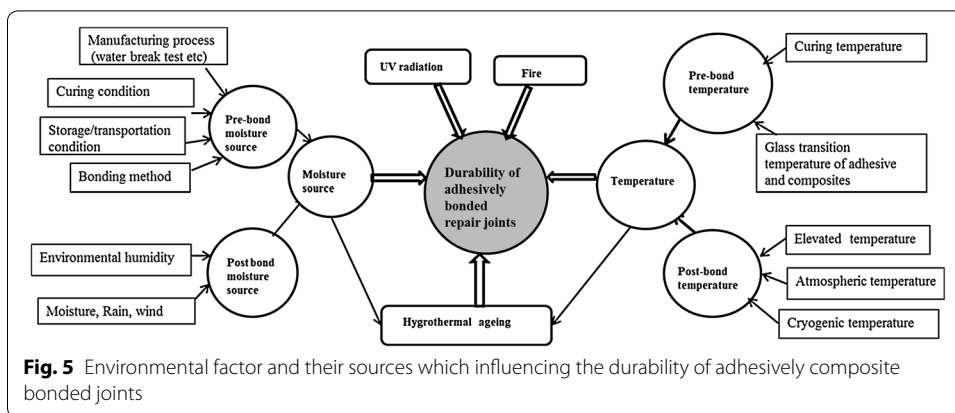 Manufacturing process
(water break test etc)
Curing condition
Storage/transportation
condition
Bonding method
Pre-bond
moisture
source
Environmental humidity
Moisture, Rain, wind
Post bond
moisture
source
Moisture
source
UV radiation
Fire
Durability of
adhesively
bonded
repair joints
Hygrothermal ageing
Temperature
Pre-bond
temperature
Curing temperature
Glass transition
temperature of adhesive
and composites
Post-bond
temperature
Elevated temperature
Atmospheric temperature
Cryogenic temperature
Fig. 5 Environmental factor and their sources which influencing the durability of adhesively composite
bonded joints